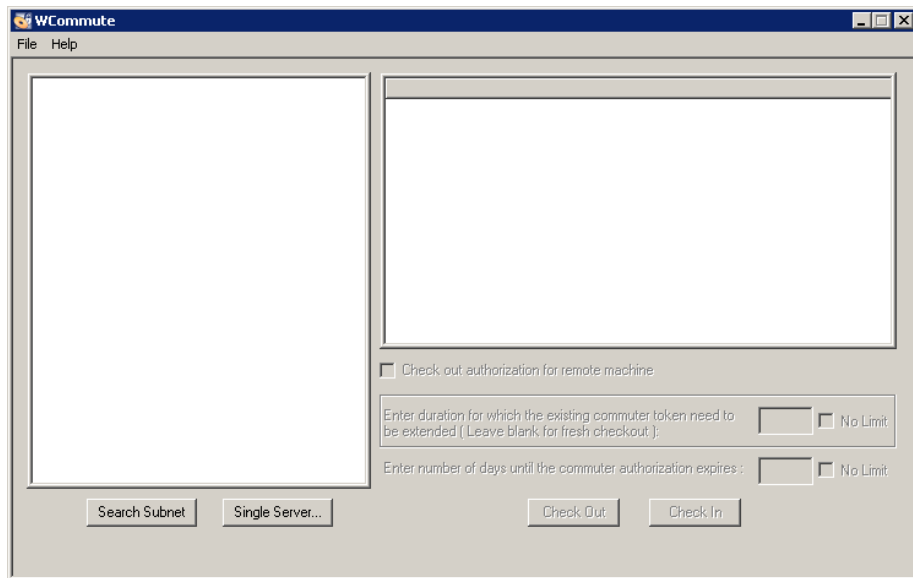 WCommute
File Help
Check out authorization for remote machine
Enter duration for which the existing commuter token need to
be extended ( Leave blank for fresh checkout ):
No Limit
Enter number of days until the commuter authorization expires :
No Limit
Search Subnet
Single Server...
Check Out
Check In